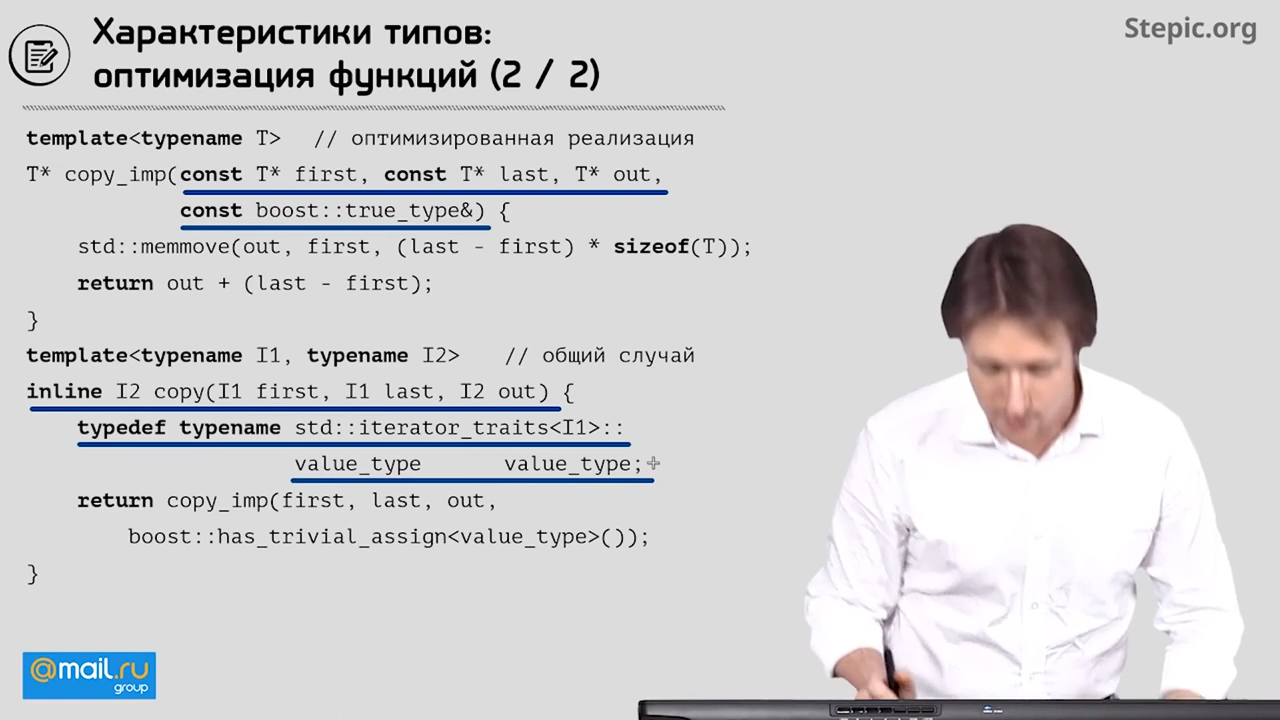 Характеристики типов:
оптимизация функций (2 / 2)
Stepic.org
template<typename T> // оптимизированная реализация
T* copy_imp(const T* first, const T* last, T* out,
const boost::true_type&) {
std::memmove(out, first, (last - first) * sizeof(T));
return out + (last - first);
}
template<typename I1, typename I2> // общий случай
inline I2 copy(I1 first, I1 last, I2 out) {
typedef typename std::iterator_traits<I1>::
value_type value_type;
return copy_imp(first, last, out,
boost::has_trivial_assign<value_type>());
}
@mail.ru
group